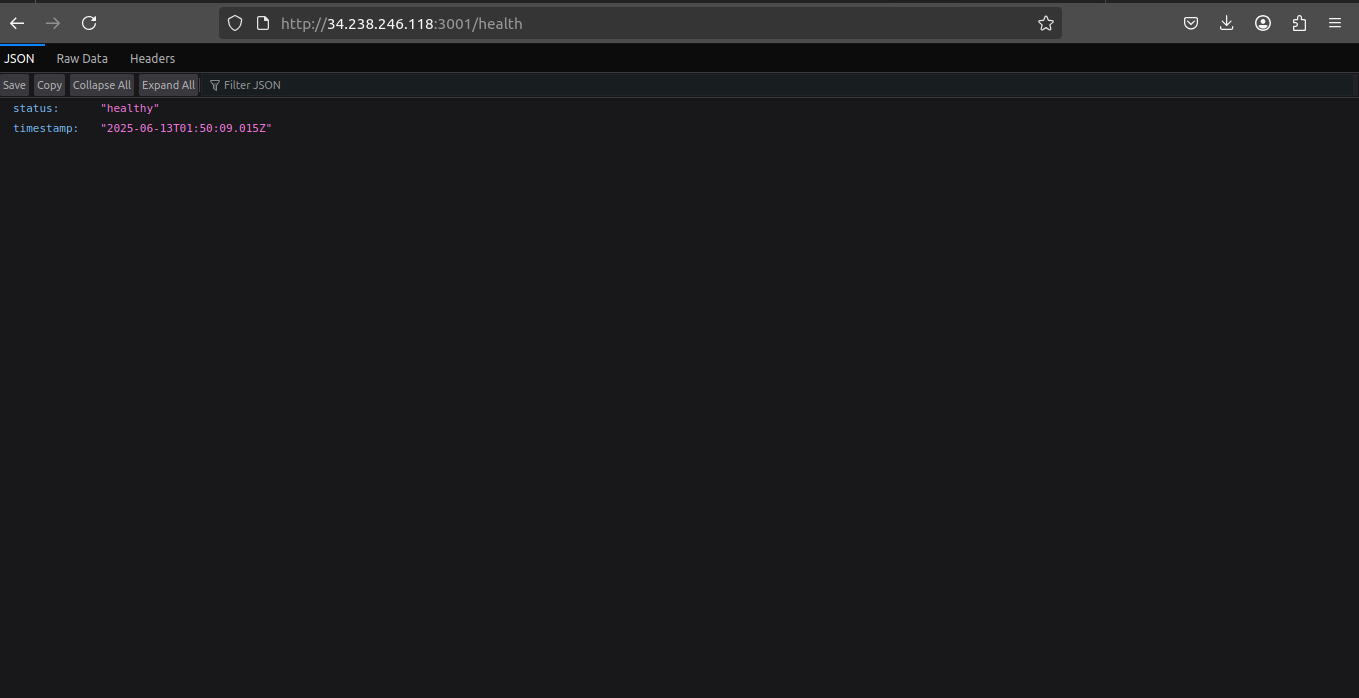 http://34.238.246.118:3001/health
JSON Raw Data Headers
Save Copy Collapse All Expand All Filter JSON
status: "healthy"
timestamp: "2025-06-13T01:50:09.015Z"